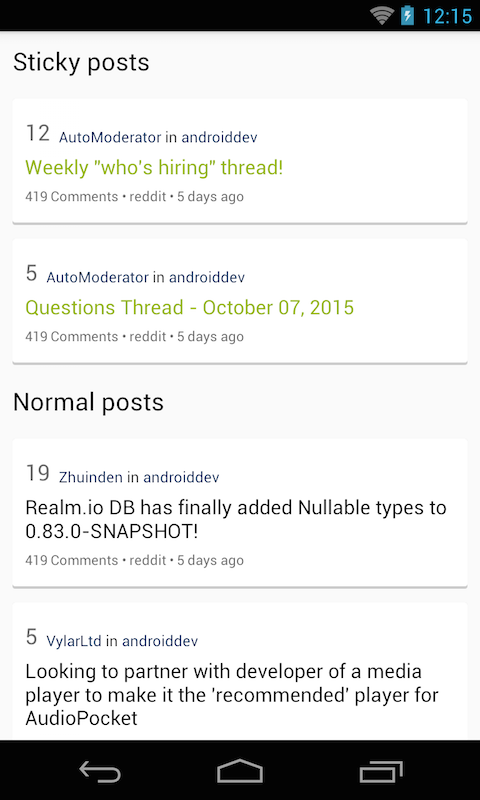 12:15
Sticky posts
12 AutoModerator in androiddev
Weekly "who's hiring" thread!
419 Comments • reddit • 5 days ago
5 AutoModerator in androiddev
Questions Thread - October 07, 2015
419 Comments • reddit • 5 days ago
Normal posts
19 Zhuinden in androiddev
Realm.io DB has finally added Nullable types to
0.83.0-SNAPSHOT!
419 Comments • reddit • 5 days ago
5 VylarLtd in androiddev
Looking to partner with developer of a media
player to make it the 'recommended' player for
AudioPocket